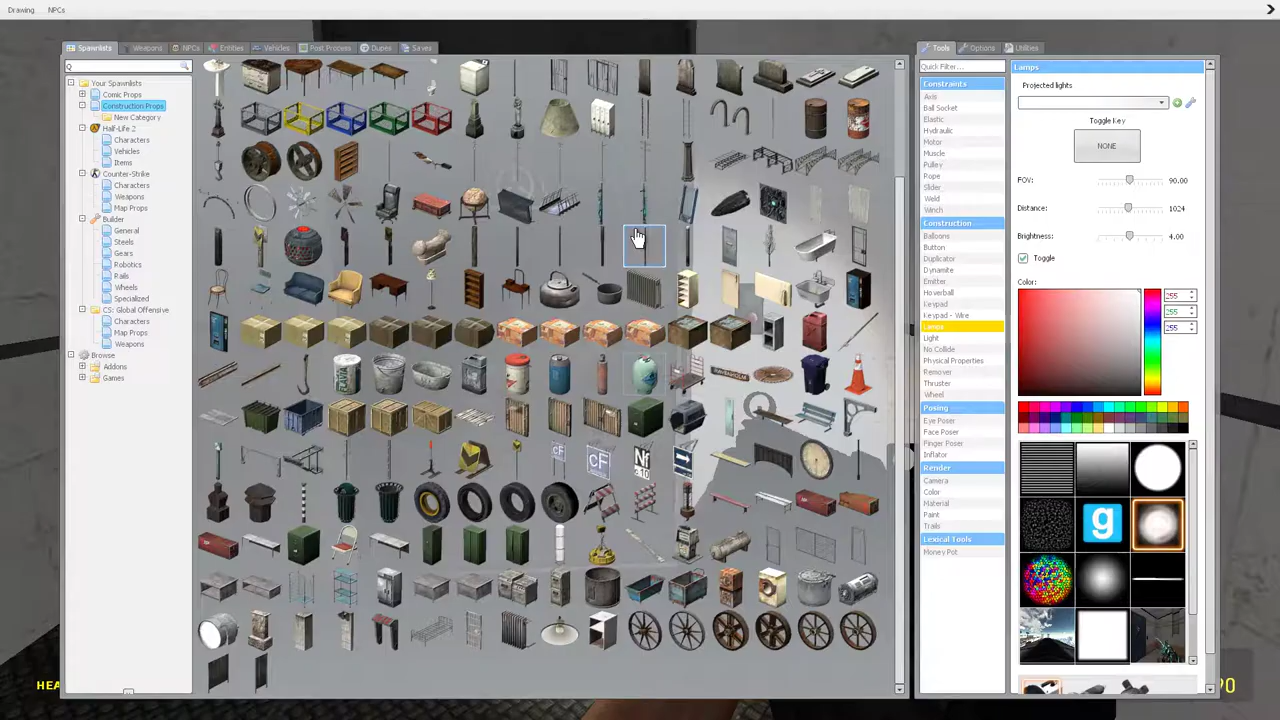 Drawing NPCs
Spawnlists Weapons NPCs Entities Vehicles Post Process Dupes Saves
Q
Your Spawnlists
Comic Props
Construction Props
New Category
Half-Life 2
Characters
Vehicles
Items
Counter-Strike
Characters
Weapons
Map Props
Builder
General
Steels
Gears
Robotics
Rails
Wheels
Specialized
CS: Global Offensive
Characters
Map Props
Weapons
Browse
Addons
Games
cF
cF
Tools Options Utilities
Quick Filter...
Constraints
Axis
Ball Socket
Elastic
Hydraulic
Motor
Muscle
Pulley
Rope
Slider
Weld
Winch
Construction
Balloons
Button
Duplicator
Dynamite
Emitter
Hoverball
Keypad
Keypad - Wire
Lamps
Light
No Collide
Physical Properties
Remover
Thruster
Wheel
Posing
Eye Poser
Face Poser
Finger Poser
Inflator
Render
Camera
Color
Material
Paint
Trails
Lexical Tools
Money Pot
Lamps
Projected lights
Toggle Key
NONE
FOV: 90.00
Distance: 1024
Brightness: 4.00
Toggle
Color:
255
255
255
g
HEA
90